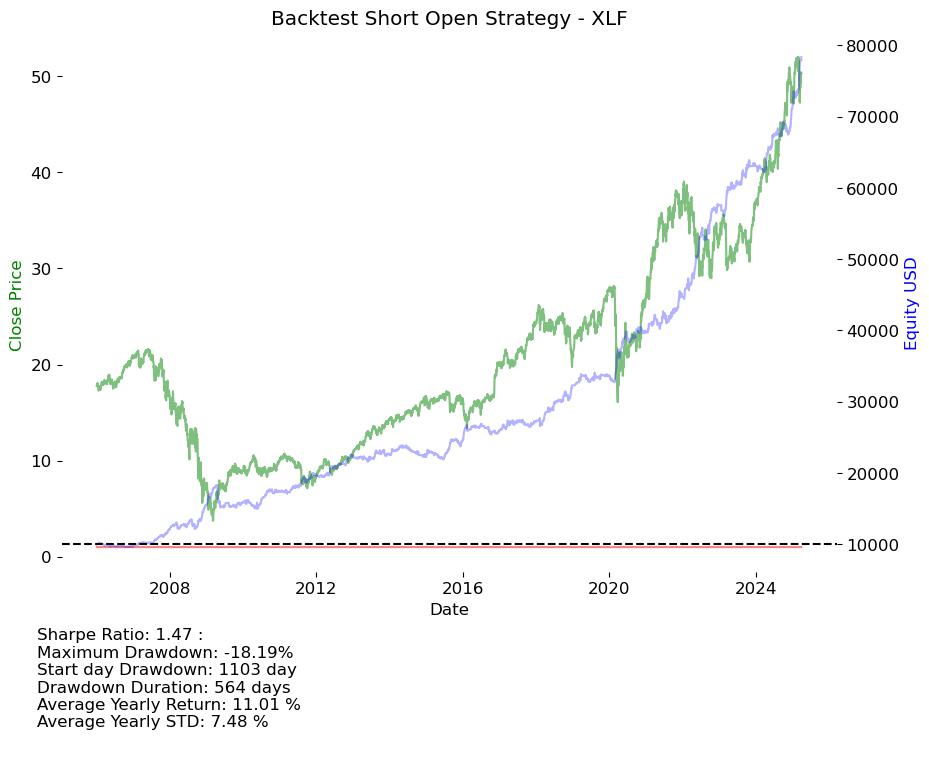 Backtest Short Open Strategy - XLF
80000
50
70000
40
60000
30
50000
Close Price
Equity USD
40000
20
30000
10
20000
0
10000
2008 2012 2016 2020 2024
Date
Sharpe Ratio: 1.47 :
Maximum Drawdown: -18.19%
Start day Drawdown: 1103 day
Drawdown Duration: 564 days
Average Yearly Return: 11.01 %
Average Yearly STD: 7.48 %